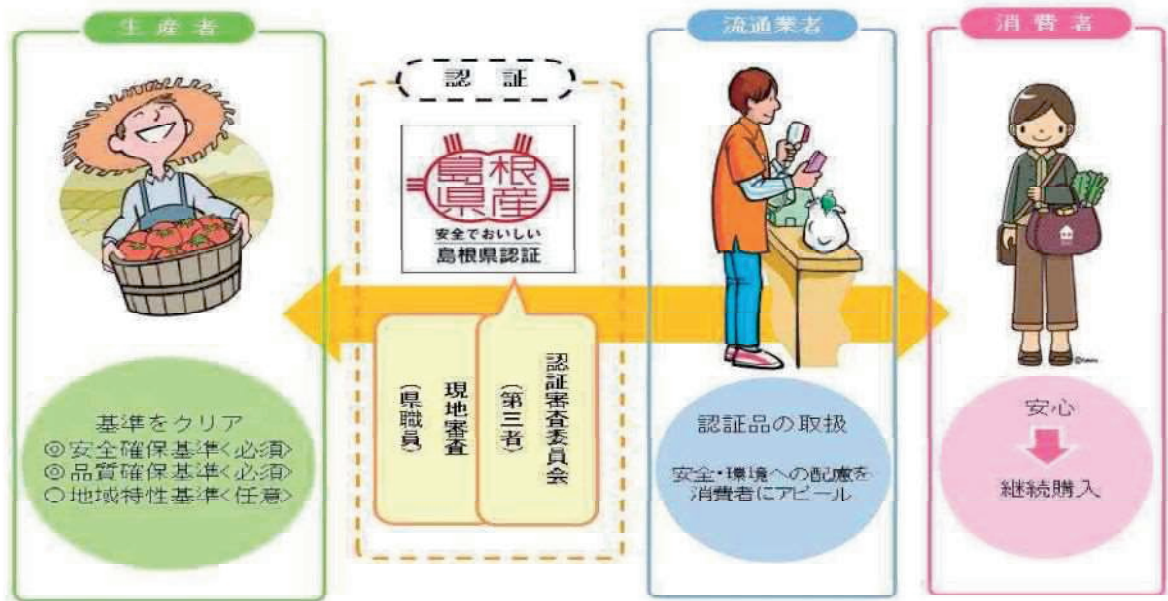 生産者
基準をクリア
◎安全確保基準<必須>
◎品質確保基準<必須>
○地域特性基準<任意>
認証
島根
県産
安全でおいしい
島根県認証
認証審査委員会
(第三者)
現地審査
(県職員)
流通業者
認証品の取扱
安全・環境への配慮を
消費者にアピール
消費者
安心
継続購入